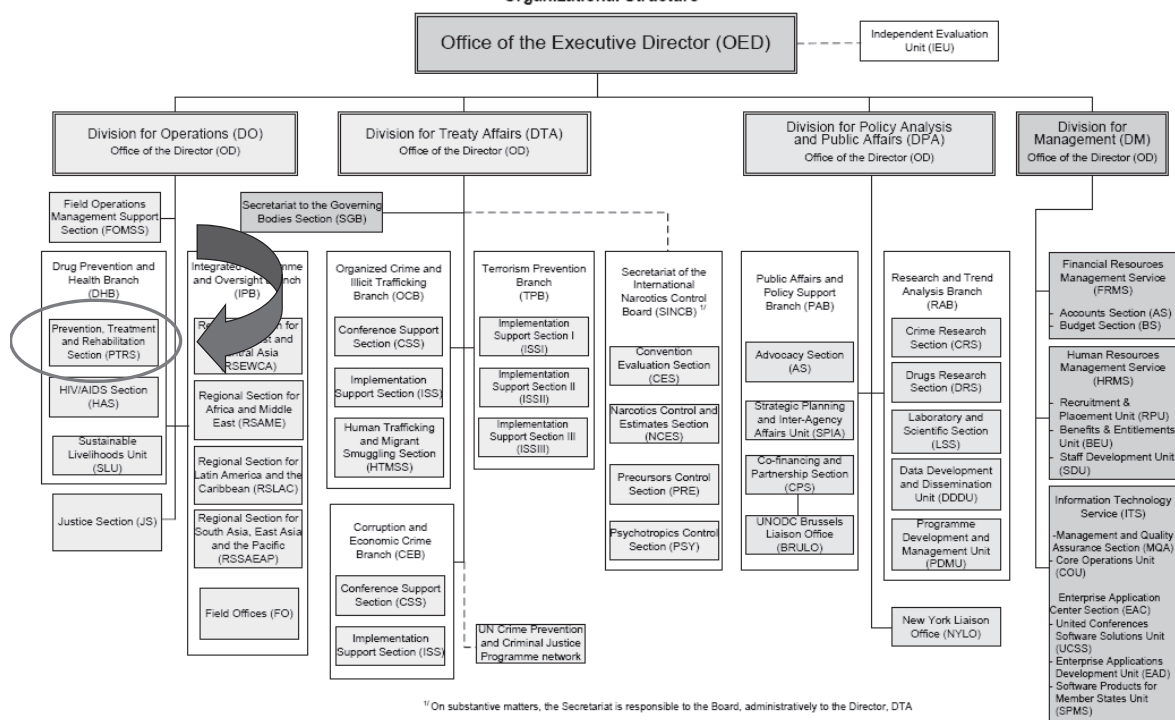 Organizational Structure
Office of the Executive Director (OED)
Independent Evaluation
Unit (IEU)
Division for Operations (DO)
Office of the Director (OD)
Division for Treaty Affairs (DTA)
Office of the Director (OD)
Division for Policy Analysis
and Public Affairs (DPA)
Office of the Director (OD)
Division for
Management (DM)
Office of the Director (OD)
Field Operations
Management Support
Section (FOMSS)
Secretariat to the Governing
Bodies Section (SGB)
Drug Prevention and
Health Branch
(DHB)
Prevention, Treatment
and Rehabilitation
Section (PTRS)
HIV/AIDS Section
(HAS)
Sustainable
Livelihoods Unit
(SLU)
Justice Section (JS)
Integrated
and Oversight
(IPB)
for
and
Asia
(RSEWCA)
Regional Section for
Africa and Middle
East (RSAME)
Regional Section for
Latin America and the
Caribbean (RSLAC)
Regional Section for
South Asia, East Asia
and the Pacific
(RSSAEAP)
Field Offices (FO)
Organized Crime and
Illicit Trafficking
Branch (OCB)
Conference Support
Section (CSS)
Implementation
Support Section (ISS)
Human Trafficking
and Migrant
Smuggling Section
(HTMSS)
Corruption and
Economic Crime
Branch (CEB)
Conference Support
Section (CSS)
Implementation
Support Section (ISS)
Terrorism Prevention
Branch
(TPB)
Implementation
Support Section I
(ISSI)
Implementation
Support Section II
(ISSII)
Implementation
Support Section III
(ISSIII)
UN Crime Prevention
and Criminal Justice
Programme network
Secretariat of the
International
Narcotics Control
Board (SINCB) 1/
Convention
Evaluation Section
(CES)
Narcotics Control and
Estimates Section
(NCES)
Precursors Control
Section (PRE)
Psychotropics Control
Section (PSY)
Public Affairs and
Policy Support Branch
(PAB)
Advocacy Section
(AS)
Strategic Planning
and Inter-Agency
Affairs Unit (SPIA)
Co-financing and
Partnership Section
(CPS)
UNODC Brussels
Liaison Office
(BRULO)
Research and Trend
Analysis Branch
(RAB)
Crime Research
Section (CRS)
Drugs Research
Section (DRS)
Laboratory and
Scientific Section
(LSS)
Data Development
and Dissemination
Unit (DDDU)
Programme
Development and
Management Unit
(PDMU)
New York Liaison
Office (NYLO)
Financial Resources
Management Service
(FRMS)
- Accounts Section (AS)
- Budget Section (BS)
Human Resources
Management Service
(HRMS)
- Recruitment &
Placement Unit (RPU)
- Benefits & Entitlements
Unit (BEU)
- Staff Development Unit
(SDU)
Information Technology
Service (ITS)
-Management and Quality
Assurance Section (MQA)
- Core Operations Unit
(COU)
Enterprise Application
Center Section (EAC)
- United Conferences
Software Solutions Unit
(UCSS)
- Enterprise Applications
Development Unit (EAD)
- Software Products for
Member States Unit
(SPMS)
1/ On substantive matters, the Secretariat is responsible to the Board, administratively to the Director, DTA